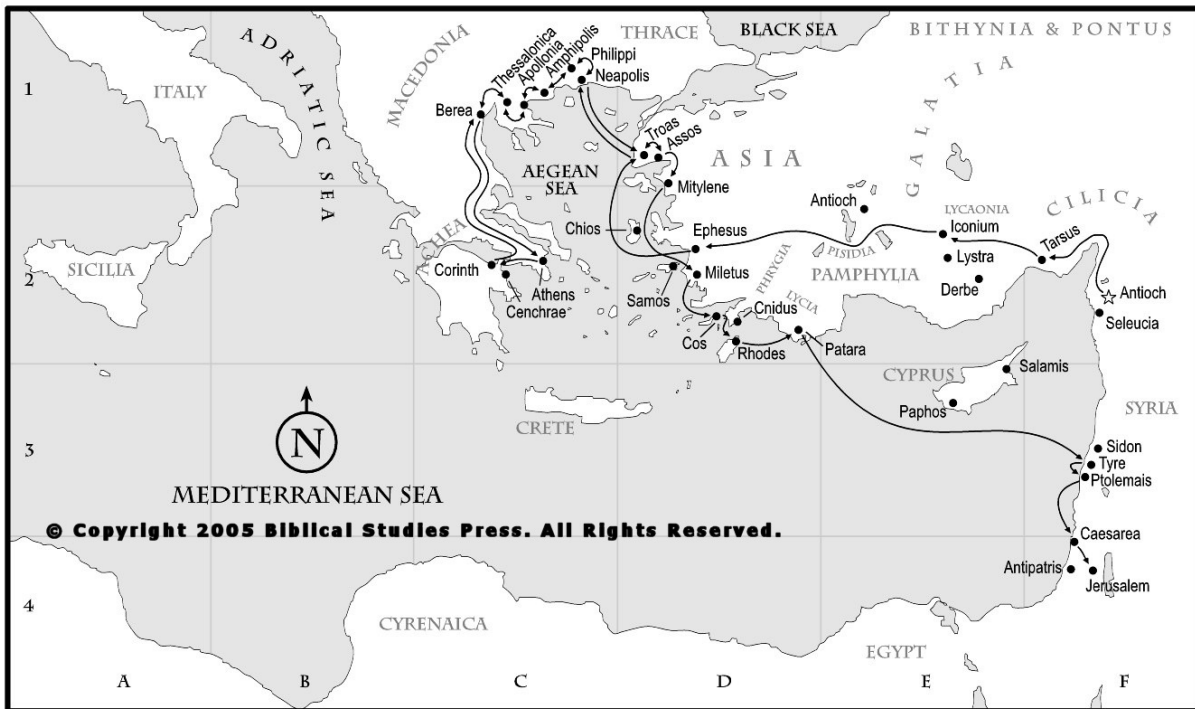 ADRIATIC SEA
MACEDONIA
THRACE
BLACK SEA
BITHYNIA & PONTUS
Thessalonica
Apollonia
Amphipolis
Philippi
Neapolis
1
ITALY
Berea
GALATIA
Troas
Assos
ASIA
AEGEAN
SEA
Mitylene
Antioch
LYCAONIA
CILICIA
Chios
Ephesus
Iconium
Tarsus
ACHEA
PISIDIA
SICILIA
Corinth
Lystra
2
Miletus
PHRYGIA
PAMPHYLIA
Athens
Samos
Derbe
Antioch
Cenchrae
LYCIA
Cnidus
Seleucia
Cos
Rhodes
Patara
CYPRUS
Salamis
Paphos
SYRIA
CRETE
N
3
Sidon
Tyre
Ptolemais
MEDITERRANEAN SEA
© Copyright 2005 Biblical Studies Press. All Rights Reserved.
Caesarea
Antipatris
Jerusalem
4
CYRENAICA
EGYPT
A
B
C
D
E
F